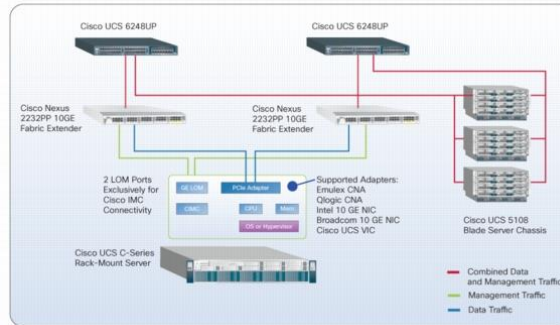 Cisco UCS 6248UP
Cisco UCS 6248UP
Cisco Nexus
2232PP 10GE
Fabric Extender
Cisco Nexus
2232PP 10GE
Fabric Extender
2 LOM Ports
Exclusively for
Cisco IMC
Connectivity
GE LOM
PCIe Adapter
CIMC
CPU
Mem
OS or Hypervisor
Supported Adapters:
Emulex CNA
Qlogic CNA
Intel 10 GE NIC
Broadcom 10 GE NIC
Cisco UCS VIC
Cisco UCS 5108
Blade Server Chassis
Cisco UCS C-Series
Rack-Mount Server
Combined Data
and Management Traffic
Management Traffic
Data Traffic